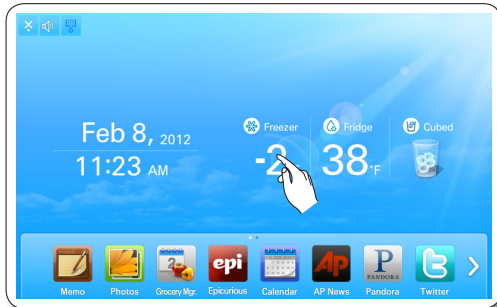 Feb 8, 2012
11:23 AM
Freezer
-2
Fridge
38°F
Cubed
2
epi
AP
P
PANDORA
Memo
Photos
Grocery Mgr.
Epicurious
Calendar
AP News
Pandora
Twitter